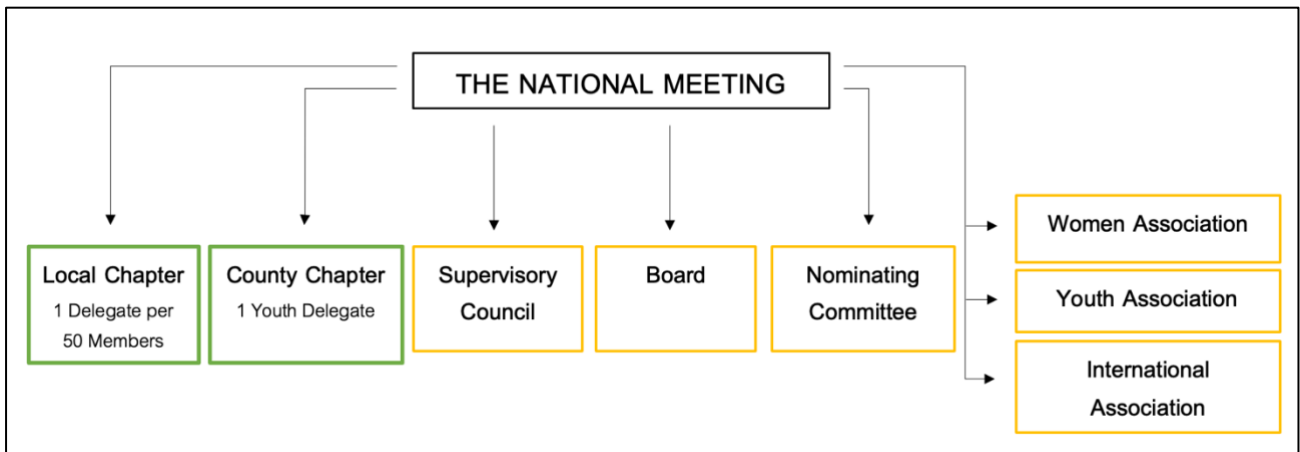 THE NATIONAL MEETING
Local Chapter
1 Delegate per
50 Members
County Chapter
1 Youth Delegate
Supervisory
Council
Board
Nominating
Committee
Women Association
Youth Association
International
Association